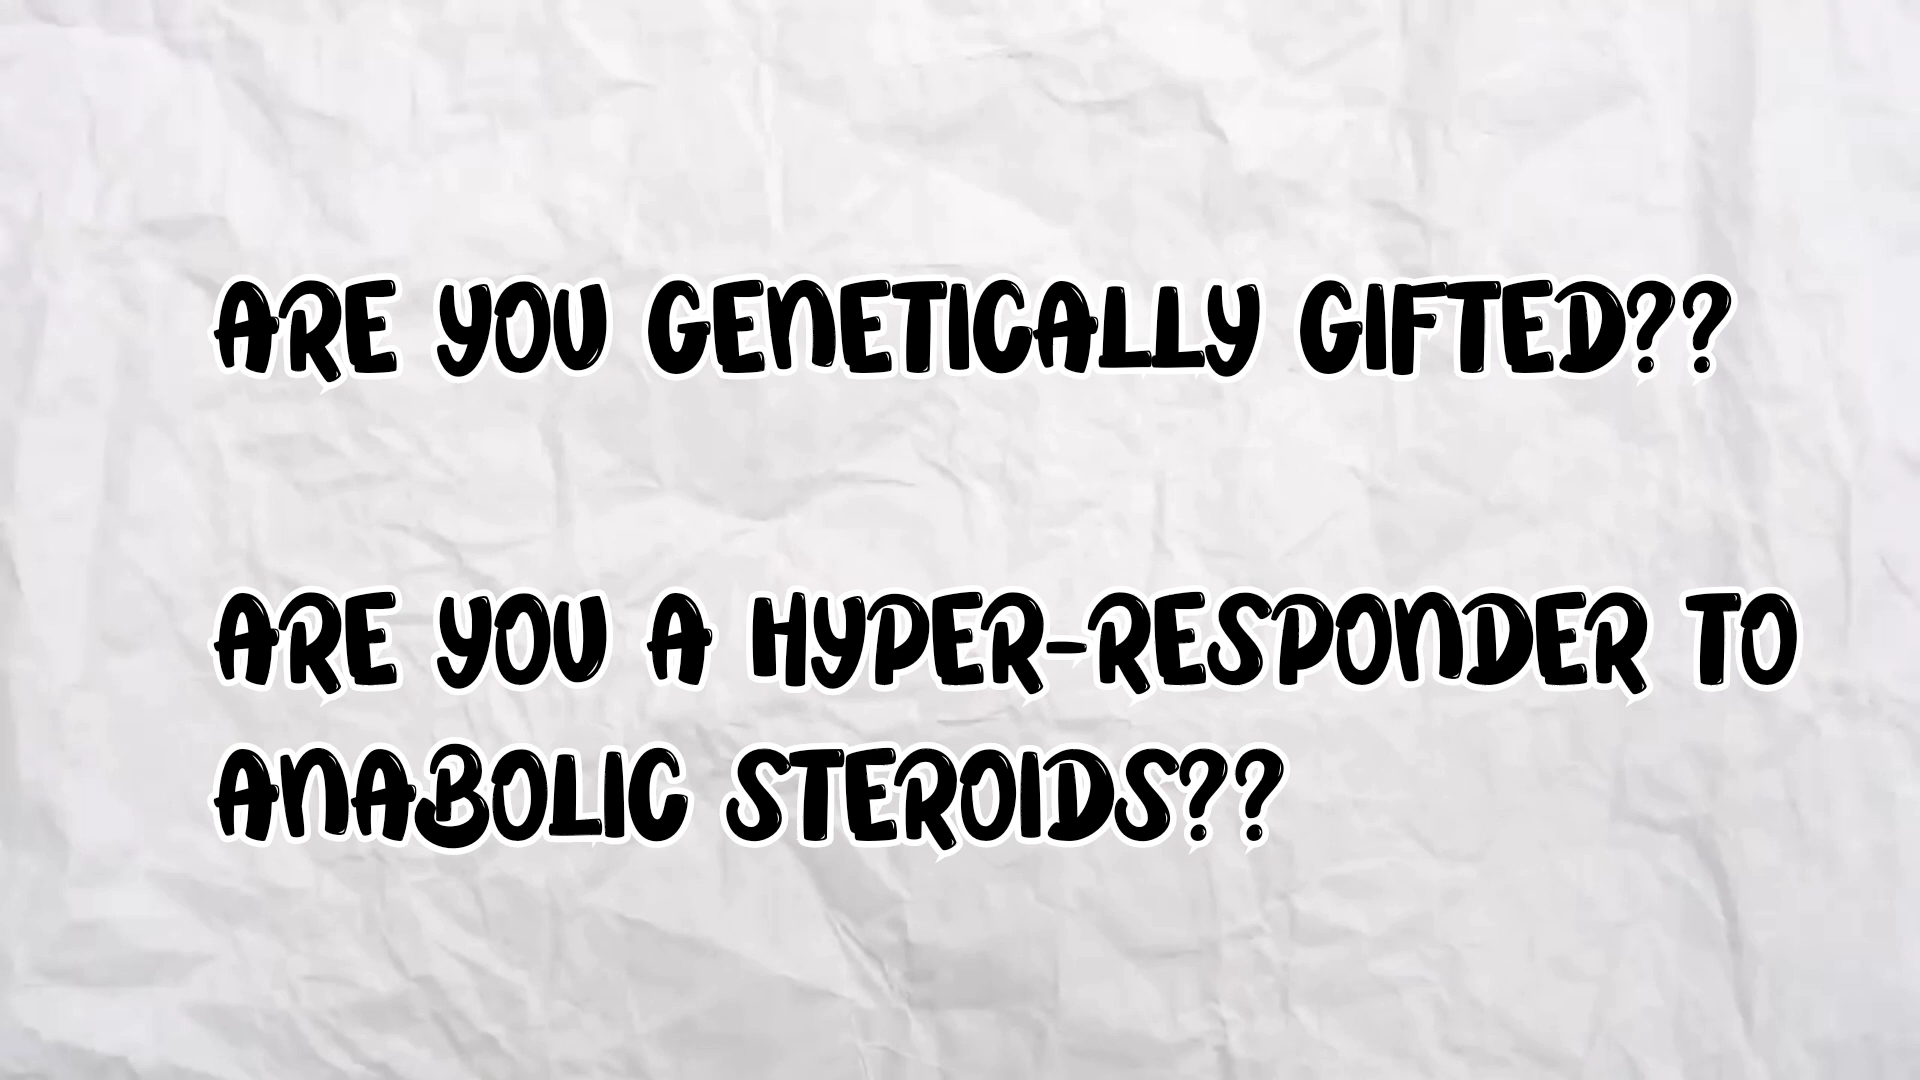 ARE YOU GENETICALLY GIFTED??
ARE YOU A HYPER-RESPONDER TO
ANABOLIC STEROIDS??